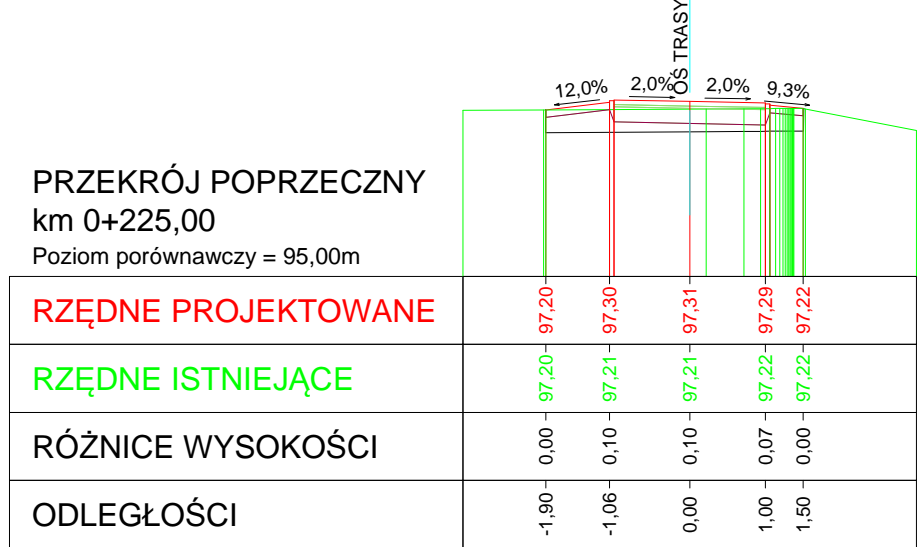 OŚ TRASY
12,0% 2,0% 2,0% 9,3%
PRZEKRÓJ POPRZECZNY
km 0+225,00
Poziom porównawczy = 95,00m
RZĘDNE PROJEKTOWANE 97,20 97,30 97,31 97,29 97,22
RZĘDNE ISTNIEJĄCE 97,20 97,21 97,21 97,22 97,22
RÓŻNICE WYSOKOŚCI 0,00 0,10 0,10 0,07 0,00
ODLEGŁOŚCI -1,90 -1,06 0,00 1,00 1,50